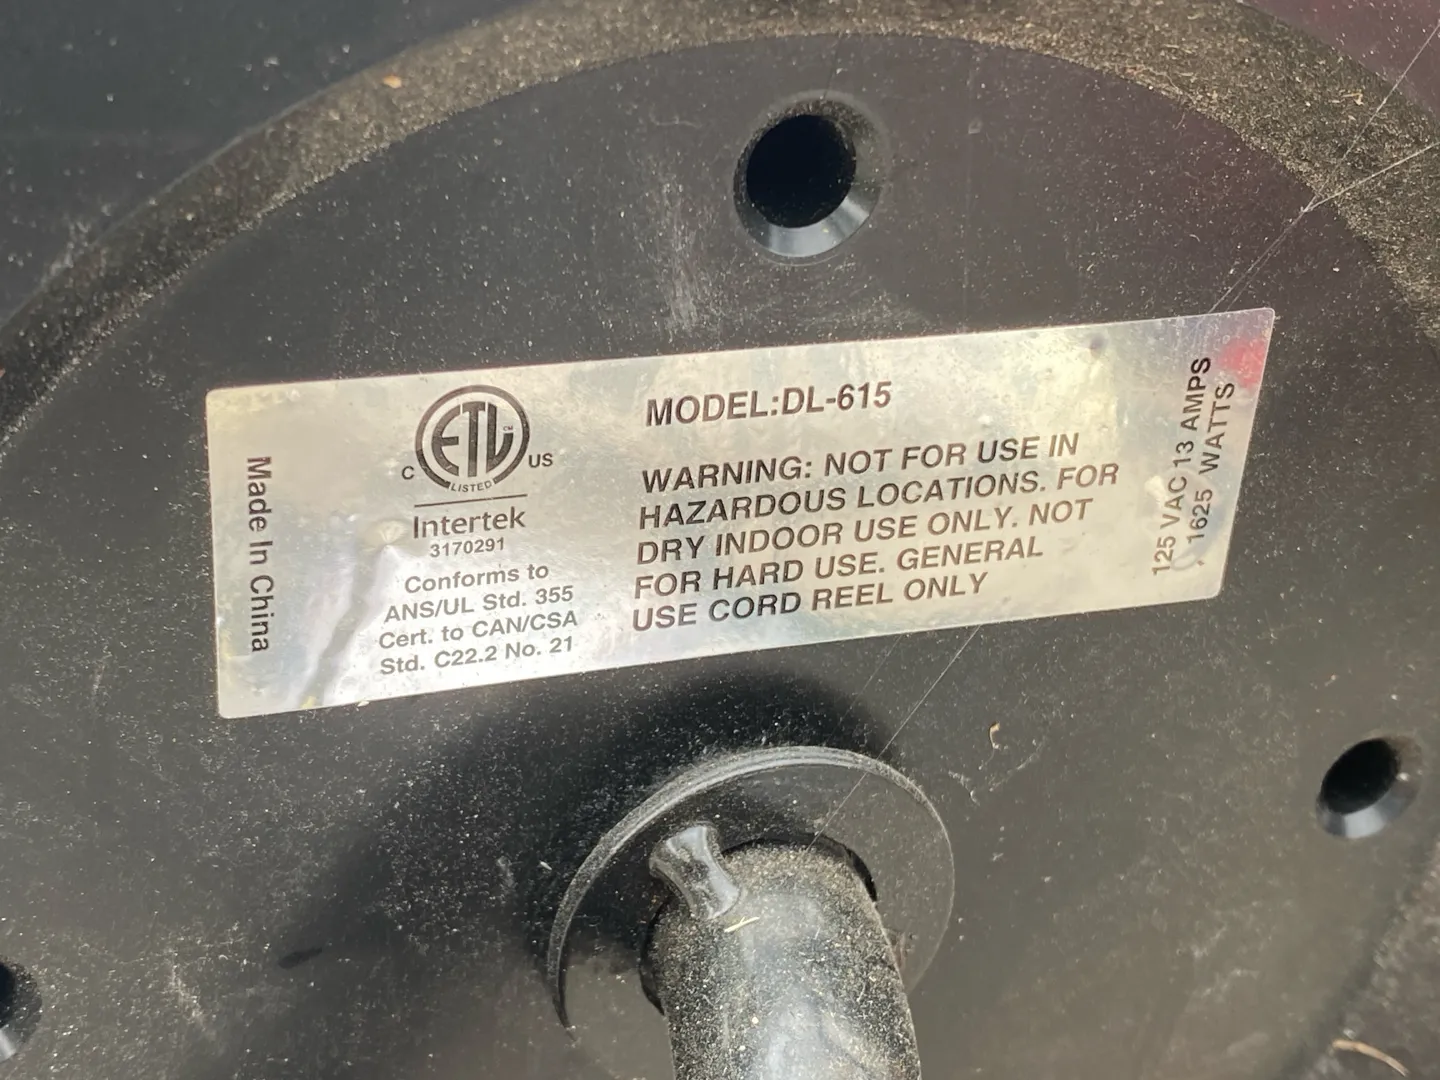 Made In China
ETL CM
C US
LISTED
Intertek
3170291
Conforms to
ANS/UL Std. 355
Cert. to CAN/CSA
Std. C22.2 No. 21
MODEL:DL-615
WARNING: NOT FOR USE IN
HAZARDOUS LOCATIONS. FOR
DRY INDOOR USE ONLY. NOT
FOR HARD USE. GENERAL
USE CORD REEL ONLY
125 VAC 13 AMPS
1625 WATTS